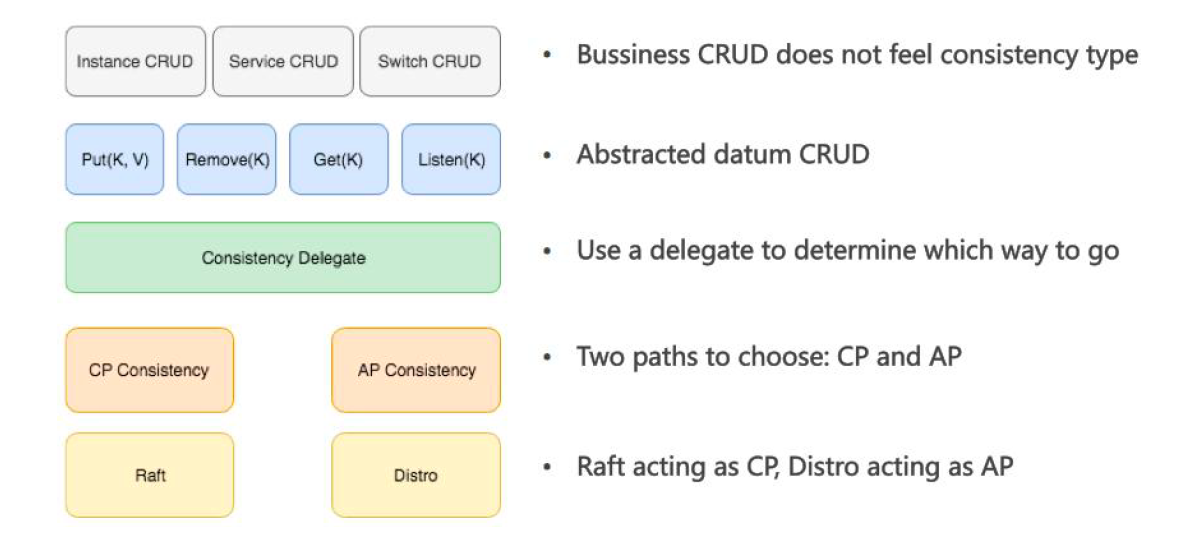 Instance CRUD Service CRUD Switch CRUD • Bussiness CRUD does not feel consistency type
Put(K, V) Remove(K) Get(K) Listen(K) • Abstracted datum CRUD
Consistency Delegate • Use a delegate to determine which way to go
CP Consistency AP Consistency • Two paths to choose: CP and AP
Raft Distro • Raft acting as CP, Distro acting as AP